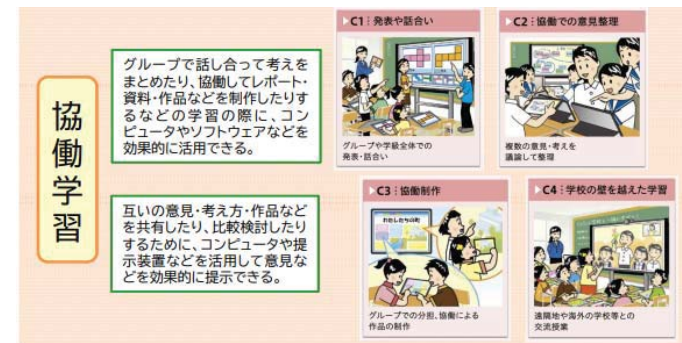 協働学習
グループで話し合って考えを
まとめたり、協働してレポート・
資料・作品などを制作したりす
るなどの学習の際に、コン
ピュータやソフトウェアなどを
効果的に活用できる。
互いの意見・考え方・作品など
を共有したり、比較検討したり
するために、コンピュータや提
示装置などを活用して意見な
どを効果的に提示できる。
C1:発表や話合い
グループや学級全体での
発表・話合い
C2:協働での意見整理
複数の意見・考えを
議論して整理
C3:協働制作
わたしたちの町
グループでの分担、協働による
作品の制作
C4:学校の壁を越えた学習
遠隔地や海外の学校等との
交流授業